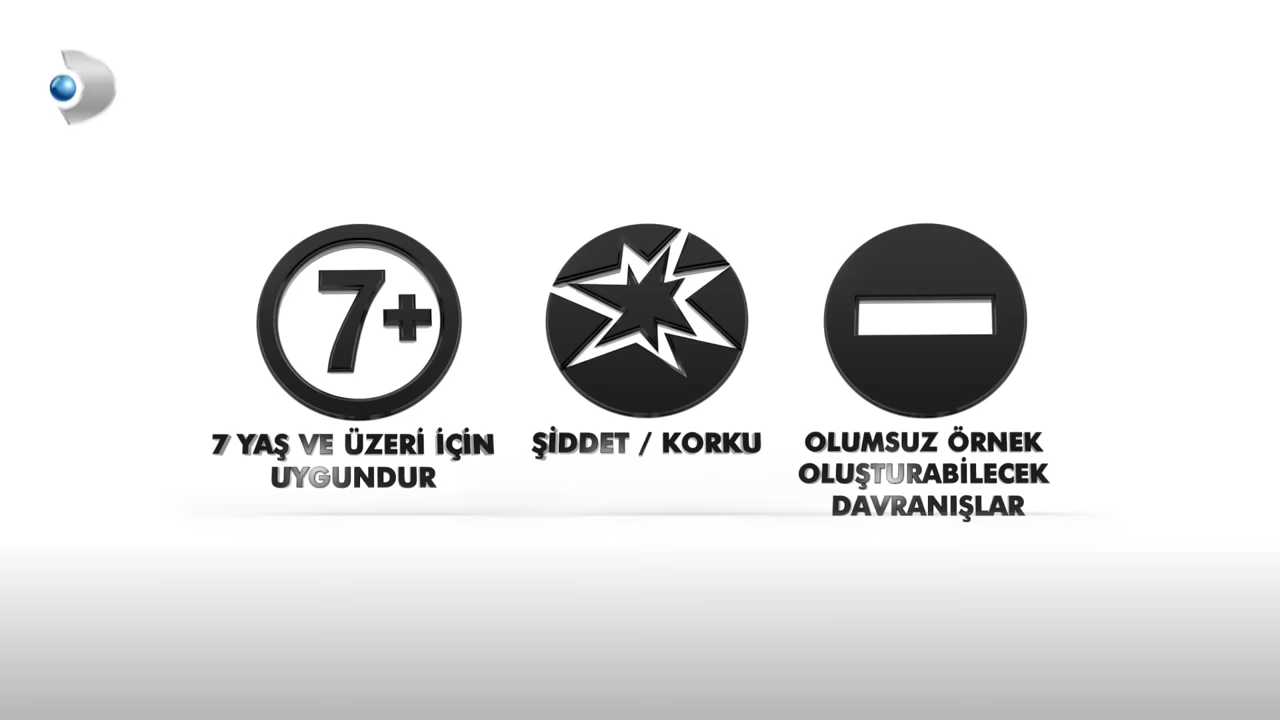 7+
7 YAŞ VE ÜZERİ İÇİN
UYGUNDUR
ŞİDDET / KORKU
OLUMSUZ ÖRNEK
OLUŞTURABİLECEK
DAVRANIŞLAR